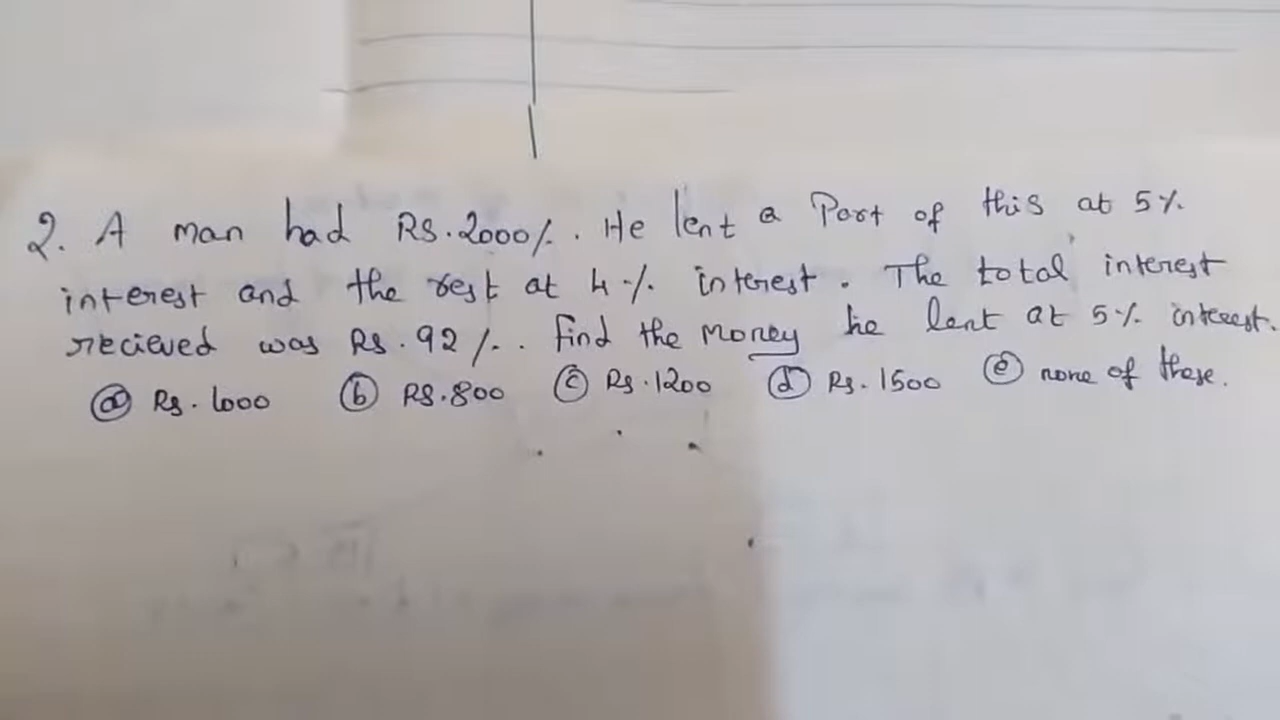 2. A man had RS.2000/-. He lent a Part of this at 5%
interest and the rest at 4% interest. The total interest
recieved was Rs.92/-. find the money he lent at 5% interest.
ⓐ Rs.1000 ⓑ RS.800 ⓒ Rs.1200 ⓓ Rs.1500 ⓔ none of these.